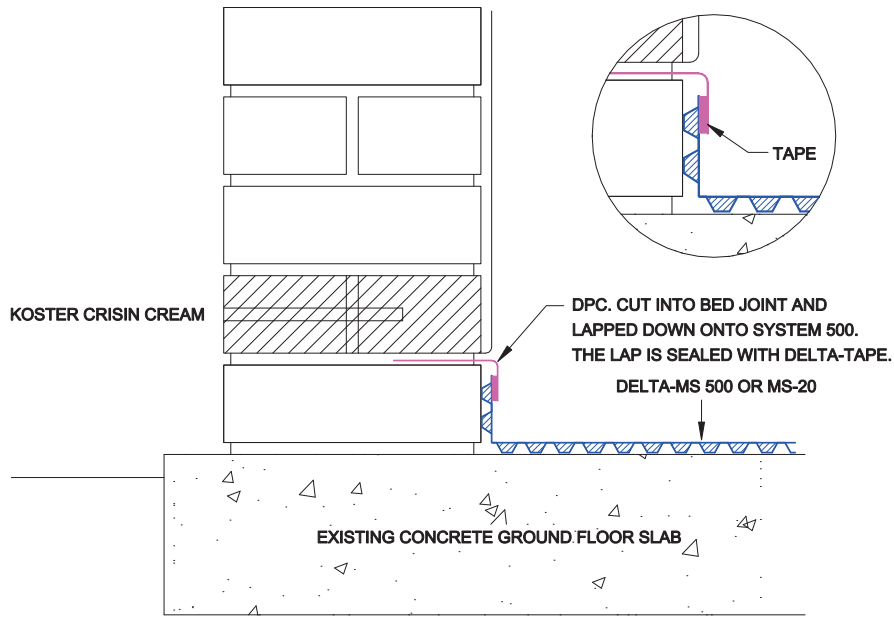 TAPE
KOSTER CRISIN CREAM
DPC. CUT INTO BED JOINT AND
LAPPED DOWN ONTO SYSTEM 500.
THE LAP IS SEALED WITH DELTA-TAPE.
DELTA-MS 500 OR MS-20
EXISTING CONCRETE GROUND FLOOR SLAB